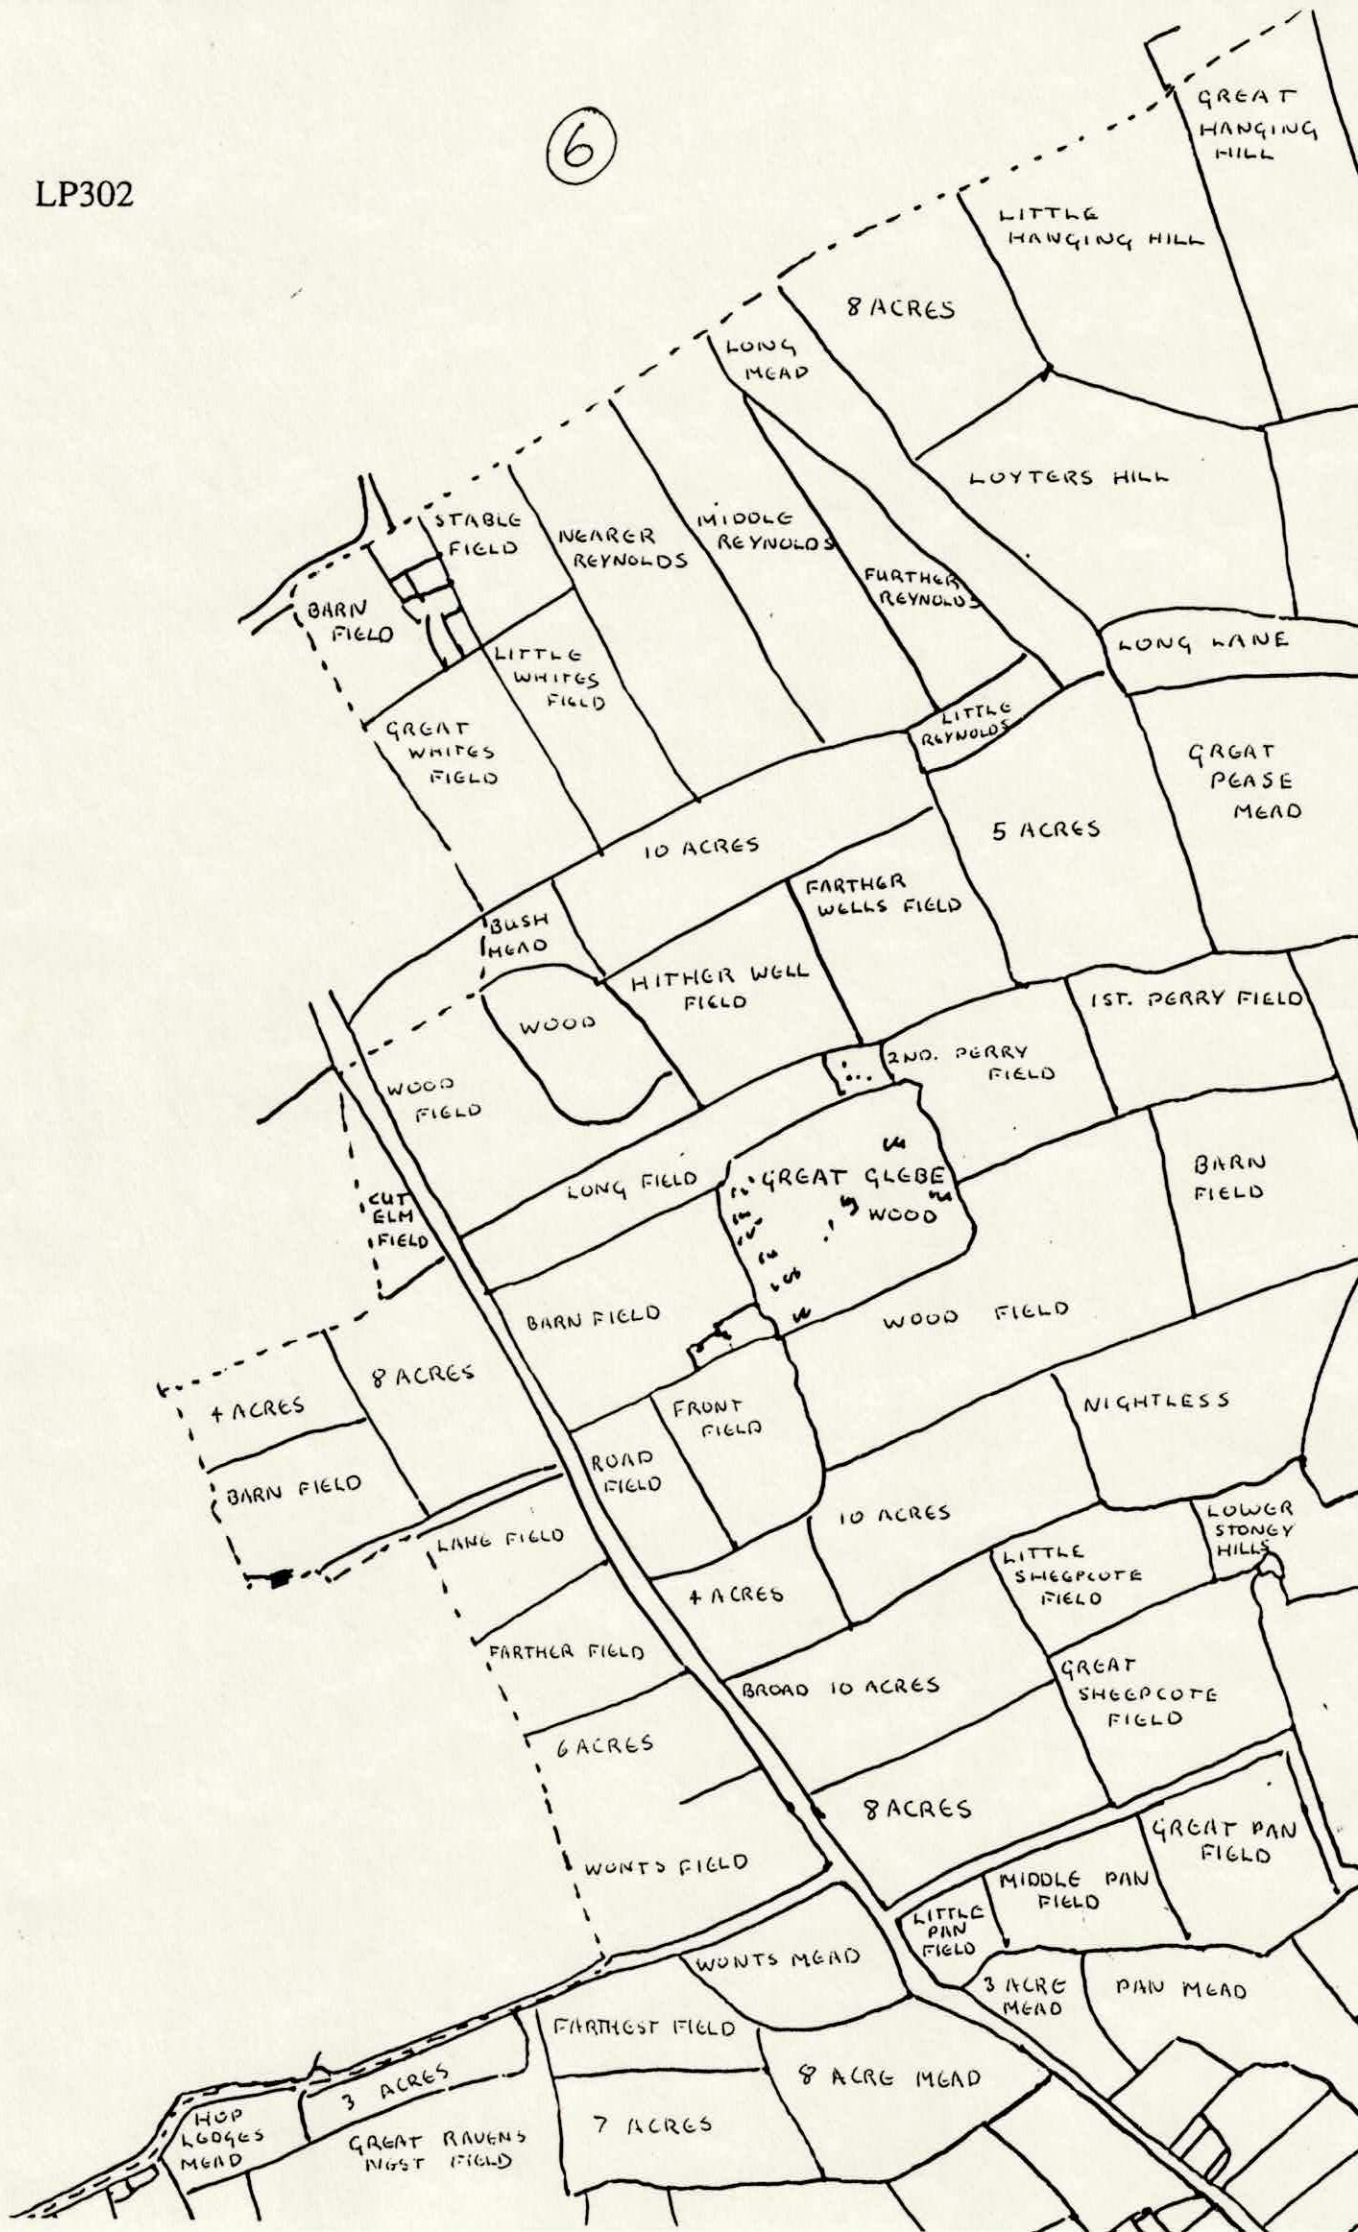 6
LP302
GREAT
HANGING
HILL
LITTLE
HANGING HILL
8 ACRES
LONG
MEAD
LOYTERS HILL
STABLE
FIELD
NEARER
REYNOLDS
MIDDLE
REYNOLDS
FURTHER
REYNOLDS
BARN
FIELD
LONG LANE
LITTLE
WHITES
FIELD
LITTLE
REYNOLDS
GREAT
WHITES
FIELD
GREAT
PEASE
MEAD
10 ACRES
5 ACRES
FARTHER
WELLS FIELD
BUSH
MEAD
HITHER WELL
FIELD
1ST. PERRY FIELD
WOOD
2ND. PERRY
FIELD
WOOD
FIELD
LONG FIELD
GREAT GLEBE
WOOD
BARN
FIELD
CUT
ELM
FIELD
BARN FIELD
WOOD FIELD
8 ACRES
4 ACRES
FRONT
FIELD
NIGHTLESS
BARN FIELD
ROAD
FIELD
10 ACRES
LOWER
STONEY
HILLS
LANE FIELD
LITTLE
SHEEPCOTE
FIELD
4 ACRES
FARTHER FIELD
BROAD 10 ACRES
GREAT
SHEEPCOTE
FIELD
6 ACRES
8 ACRES
GREAT PAN
FIELD
WONTS FIELD
MIDDLE PAN
FIELD
LITTLE
PAN
FIELD
WONTS MEAD
3 ACRE
MEAD
PAN MEAD
FARTHEST FIELD
8 ACRE MEAD
3 ACRES
HOP
LODGES
MEAD
7 ACRES
GREAT RAVENS
NEST FIELD